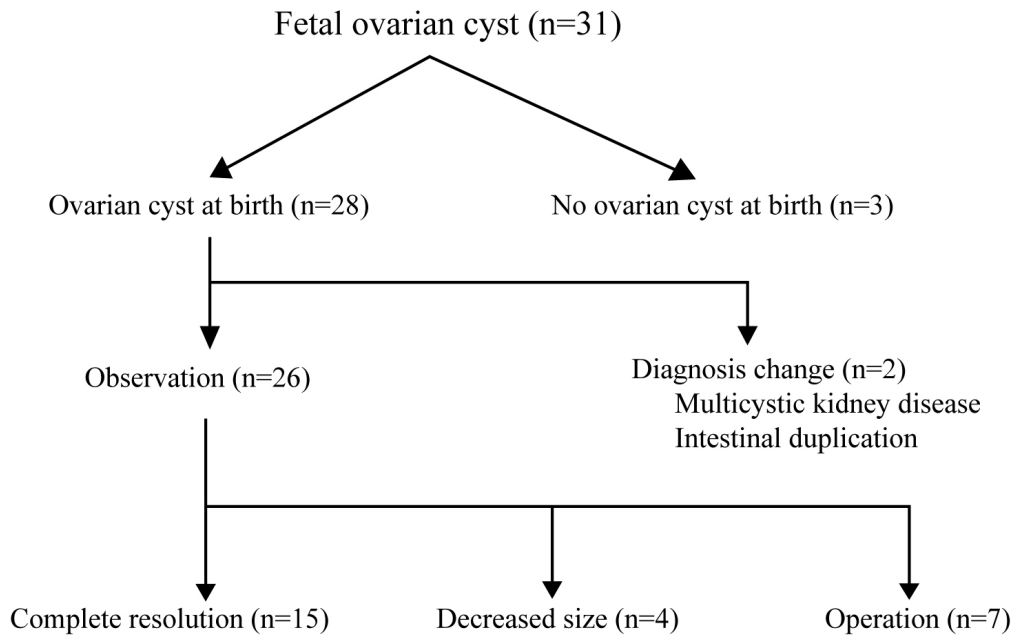 Fetal ovarian cyst (n=31)
Ovarian cyst at birth (n=28)
No ovarian cyst at birth (n=3)
Observation (n=26)
Diagnosis change (n=2)
Multicystic kidney disease
Intestinal duplication
Complete resolution (n=15)
Decreased size (n=4)
Operation (n=7)